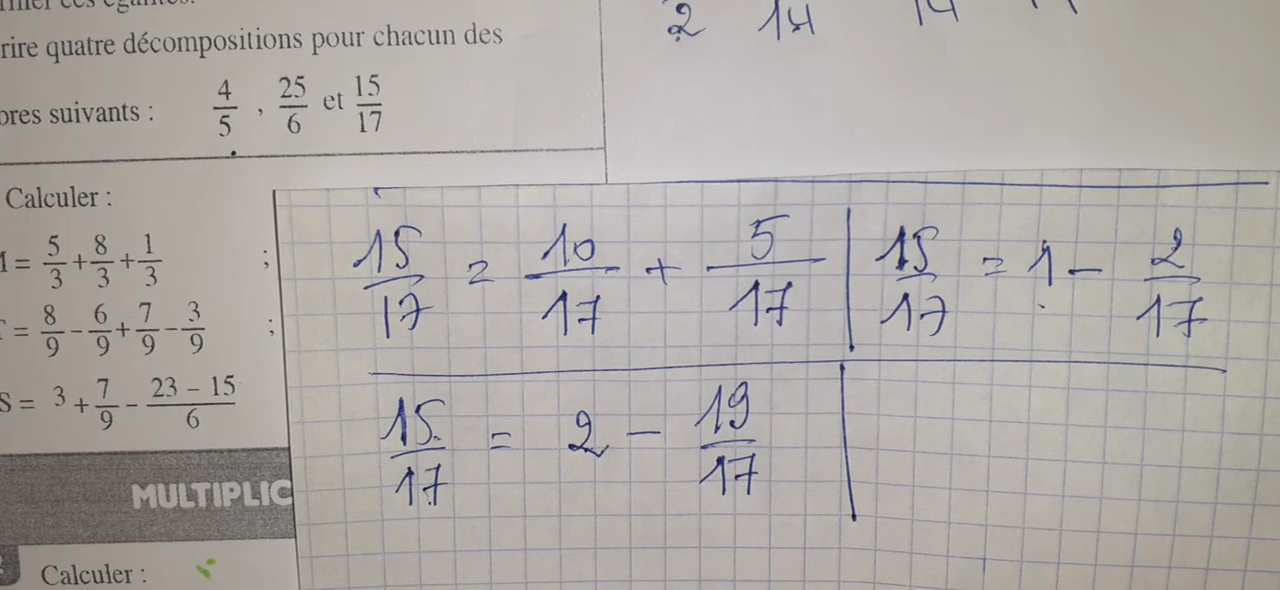 rire quatre décompositions pour chacun des
bres suivants : 4/5 , 25/6 et 15/17
Calculer :
= 5/3 + 8/3 + 1/3 ;
= 8/9 - 6/9 + 7/9 - 3/9 ;
S = 3 + 7/9 - (23 - 15)/6
MULTIPLIC
Calculer :
2 14 14
15/17 = 10/17 + 5/17
15/17 = 1 - 2/17
15/17 = 2 - 19/17